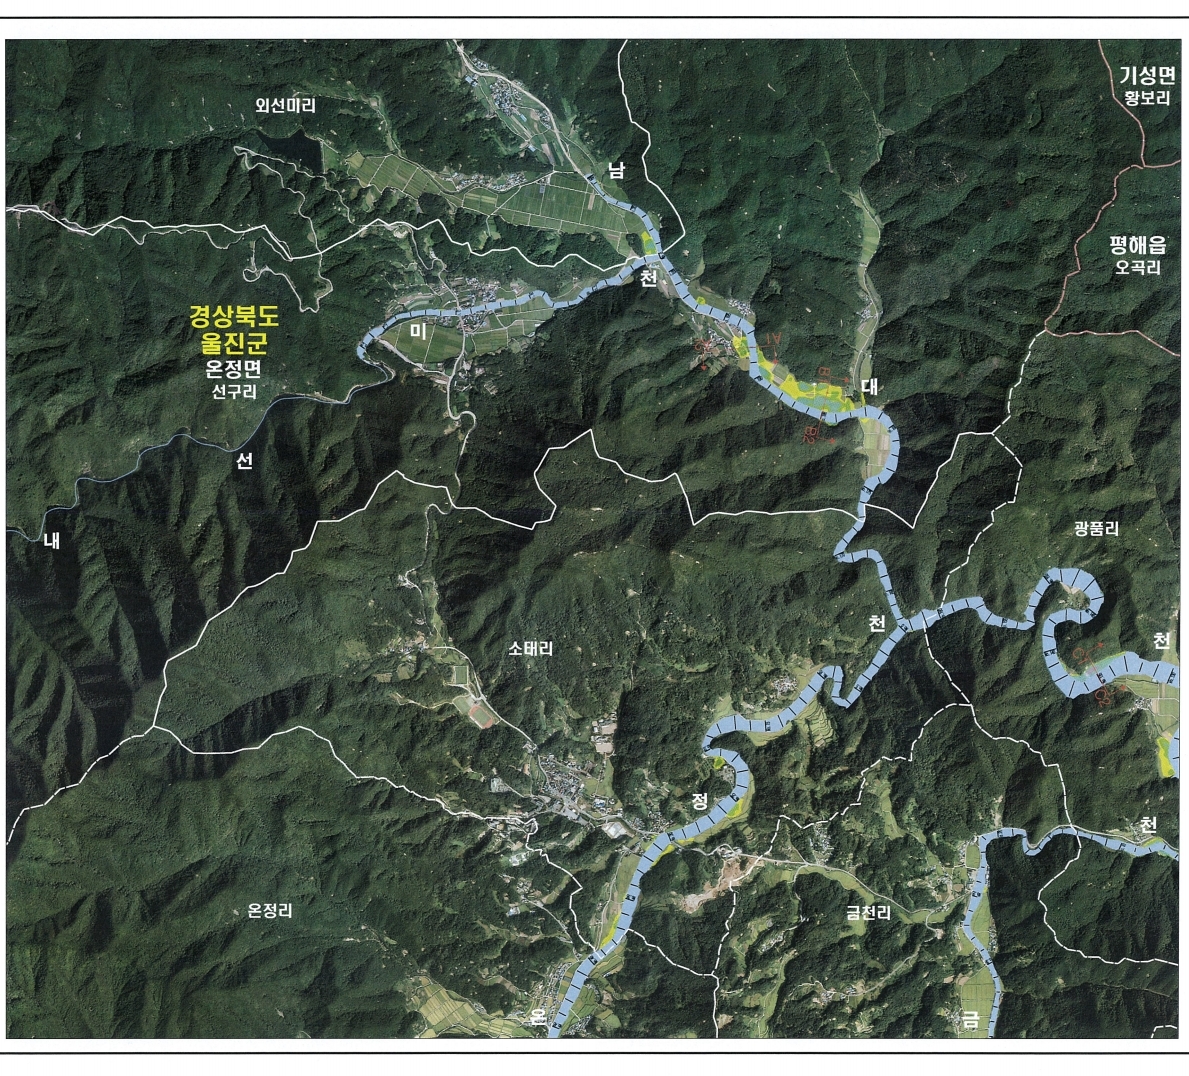 기성면
황보리
외선미리
남
평해읍
오곡리
천
경상북도
울진군
온정면
선구리
미
대
선
내
광품리
천
소태리
천
정
천
온정리
금천리
온
금